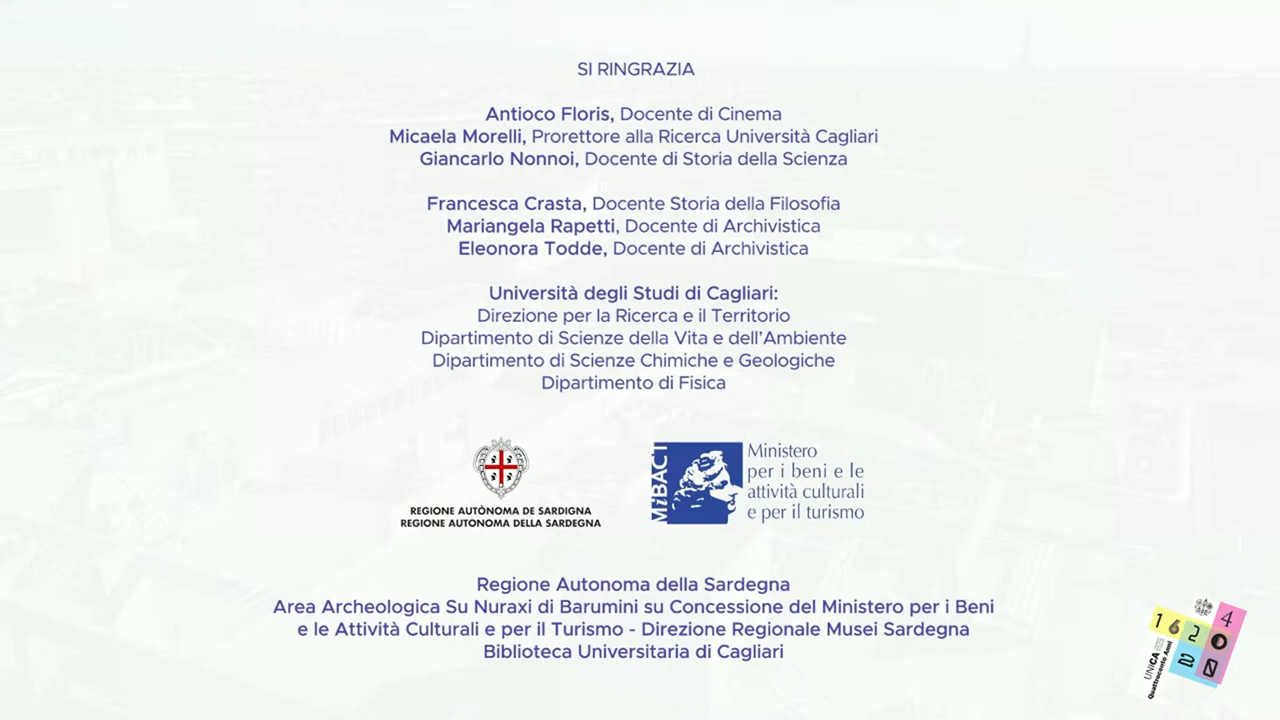 SI RINGRAZIA
Antioco Floris, Docente di Cinema
Micaela Morelli, Prorettore alla Ricerca Università Cagliari
Giancarlo Nonnoi, Docente di Storia della Scienza
Francesca Crasta, Docente Storia della Filosofia
Mariangela Rapetti, Docente di Archivistica
Eleonora Todde, Docente di Archivistica
Università degli Studi di Cagliari:
Direzione per la Ricerca e il Territorio
Dipartimento di Scienze della Vita e dell'Ambiente
Dipartimento di Scienze Chimiche e Geologiche
Dipartimento di Fisica
REGIONE AUTÒNOMA DE SARDIGNA
REGIONE AUTONOMA DELLA SARDEGNA
MiBACT
Ministero
per i beni e le
attività culturali
e per il turismo
Regione Autonoma della Sardegna
Area Archeologica Su Nuraxi di Barumini su Concessione del Ministero per i Beni
e le Attività Culturali e per il Turismo - Direzione Regionale Musei Sardegna
Biblioteca Universitaria di Cagliari
1624
2020
UNICA
Quattrocento Anni